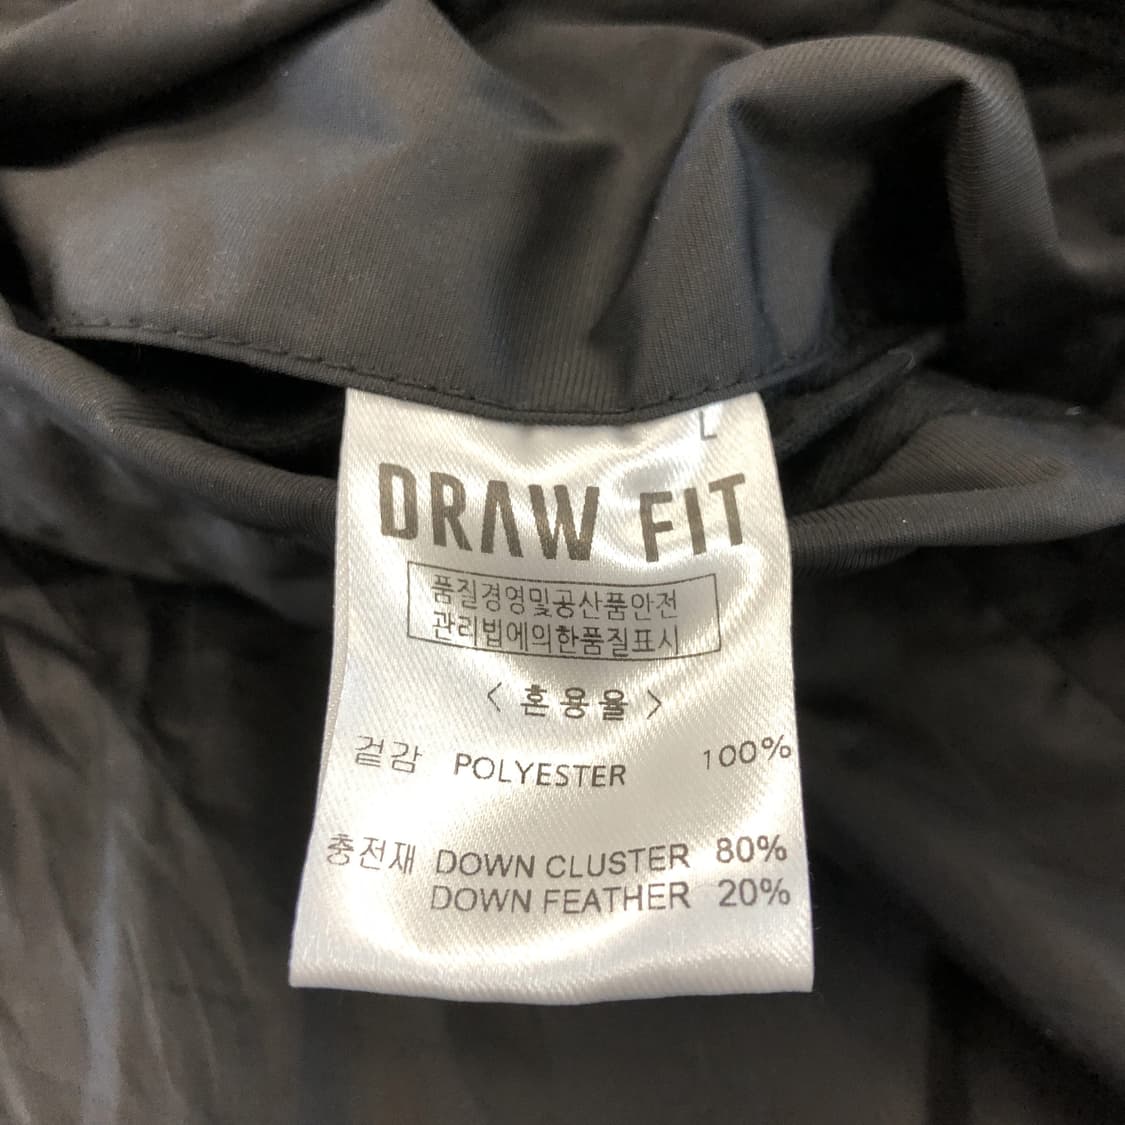 L
DRAW FIT
품질경영및공산품안전
관리법에의한품질표시
< 혼용율 >
겉감 POLYESTER 100%
충전재 DOWN CLUSTER 80%
DOWN FEATHER 20%